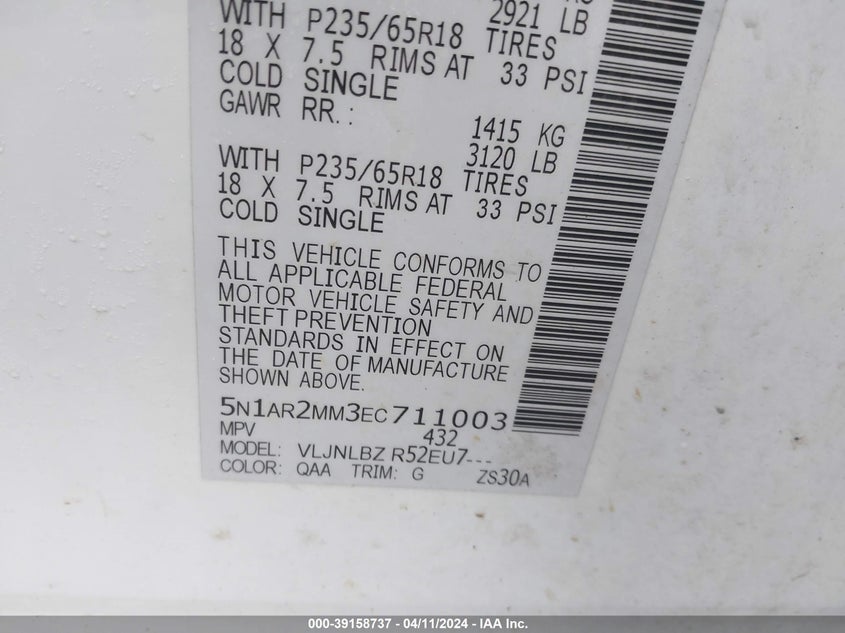 2921 LB
WITH P235/65R18 TIRES
18 X 7.5 RIMS AT 33 PSI
COLD SINGLE
GAWR RR.: 1415 KG
3120 LB
WITH P235/65R18 TIRES
18 X 7.5 RIMS AT 33 PSI
COLD SINGLE
THIS VEHICLE CONFORMS TO
ALL APPLICABLE FEDERAL
MOTOR VEHICLE SAFETY AND
THEFT PREVENTION
STANDARDS IN EFFECT ON
THE DATE OF MANUFACTURE
SHOWN ABOVE.
5N1AR2MM3EC711003
MPV 432
MODEL: VLJNLBZ R52EU7---
COLOR: QAA TRIM: G ZS30A
000-39158737 - 04/11/2024 - IAA Inc.